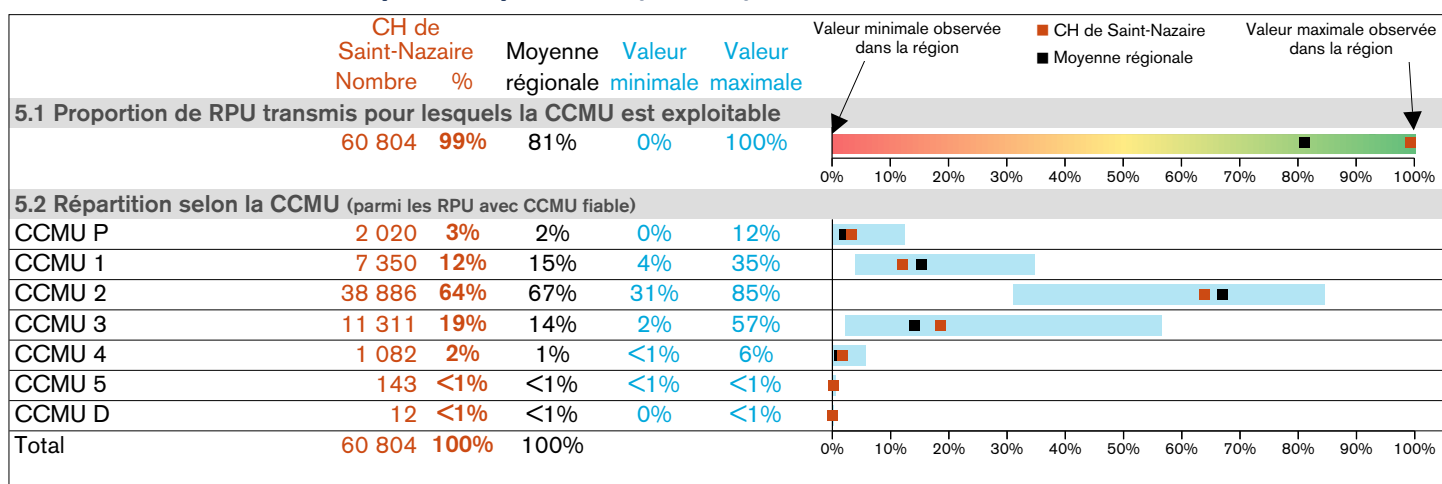 CH de Saint-Nazaire Moyenne régionale Valeur minimale Valeur maximale
Nombre %
Valeur minimale observée dans la région
CH de Saint-Nazaire
Moyenne régionale
Valeur maximale observée dans la région
5.1 Proportion de RPU transmis pour lesquels la CCMU est exploitable
60 804 99% 81% 0% 100%
0% 10% 20% 30% 40% 50% 60% 70% 80% 90% 100%
5.2 Répartition selon la CCMU (parmi les RPU avec CCMU fiable)
CCMU P 2 020 3% 2% 0% 12%
CCMU 1 7 350 12% 15% 4% 35%
CCMU 2 38 886 64% 67% 31% 85%
CCMU 3 11 311 19% 14% 2% 57%
CCMU 4 1 082 2% 1% <1% 6%
CCMU 5 143 <1% <1% <1% <1%
CCMU D 12 <1% <1% 0% <1%
Total 60 804 100% 100%
0% 10% 20% 30% 40% 50% 60% 70% 80% 90% 100%